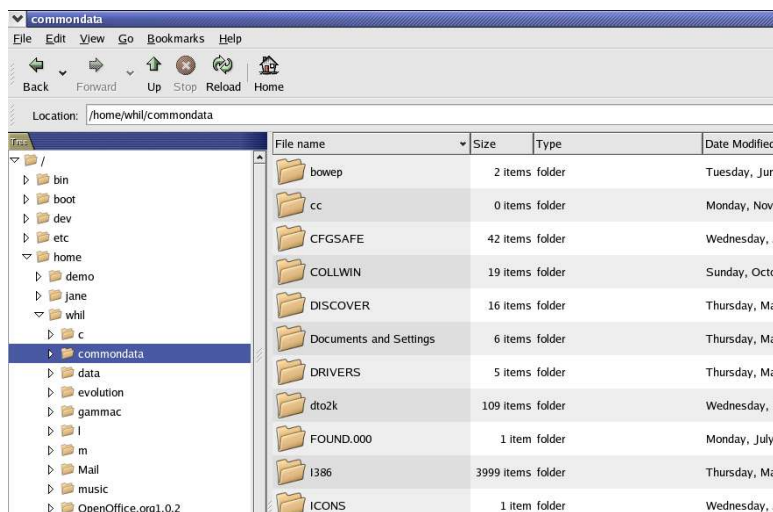 commondata
File Edit View Go Bookmarks Help
Back Forward Up Stop Reload Home
Location: /home/whil/commondata
Tree
File name Size Type Date Modified
/
bin
boot
dev
etc
home
demo
jane
whil
c
commondata
data
evolution
gammac
l
m
Mail
music
OpenOffice.org1.0.2
bowep 2 items folder Tuesday, Jun
cc 0 items folder Monday, Nov
CFGSAFE 42 items folder Wednesday,
COLLWIN 19 items folder Sunday, Octo
DISCOVER 16 items folder Thursday, Ma
Documents and Settings 6 items folder Thursday, Ma
DRIVERS 5 items folder Thursday, Ma
dto2k 109 items folder Wednesday,
FOUND.000 1 item folder Monday, July
I386 3999 items folder Thursday, Ma
ICONS 1 item folder Wednesday,